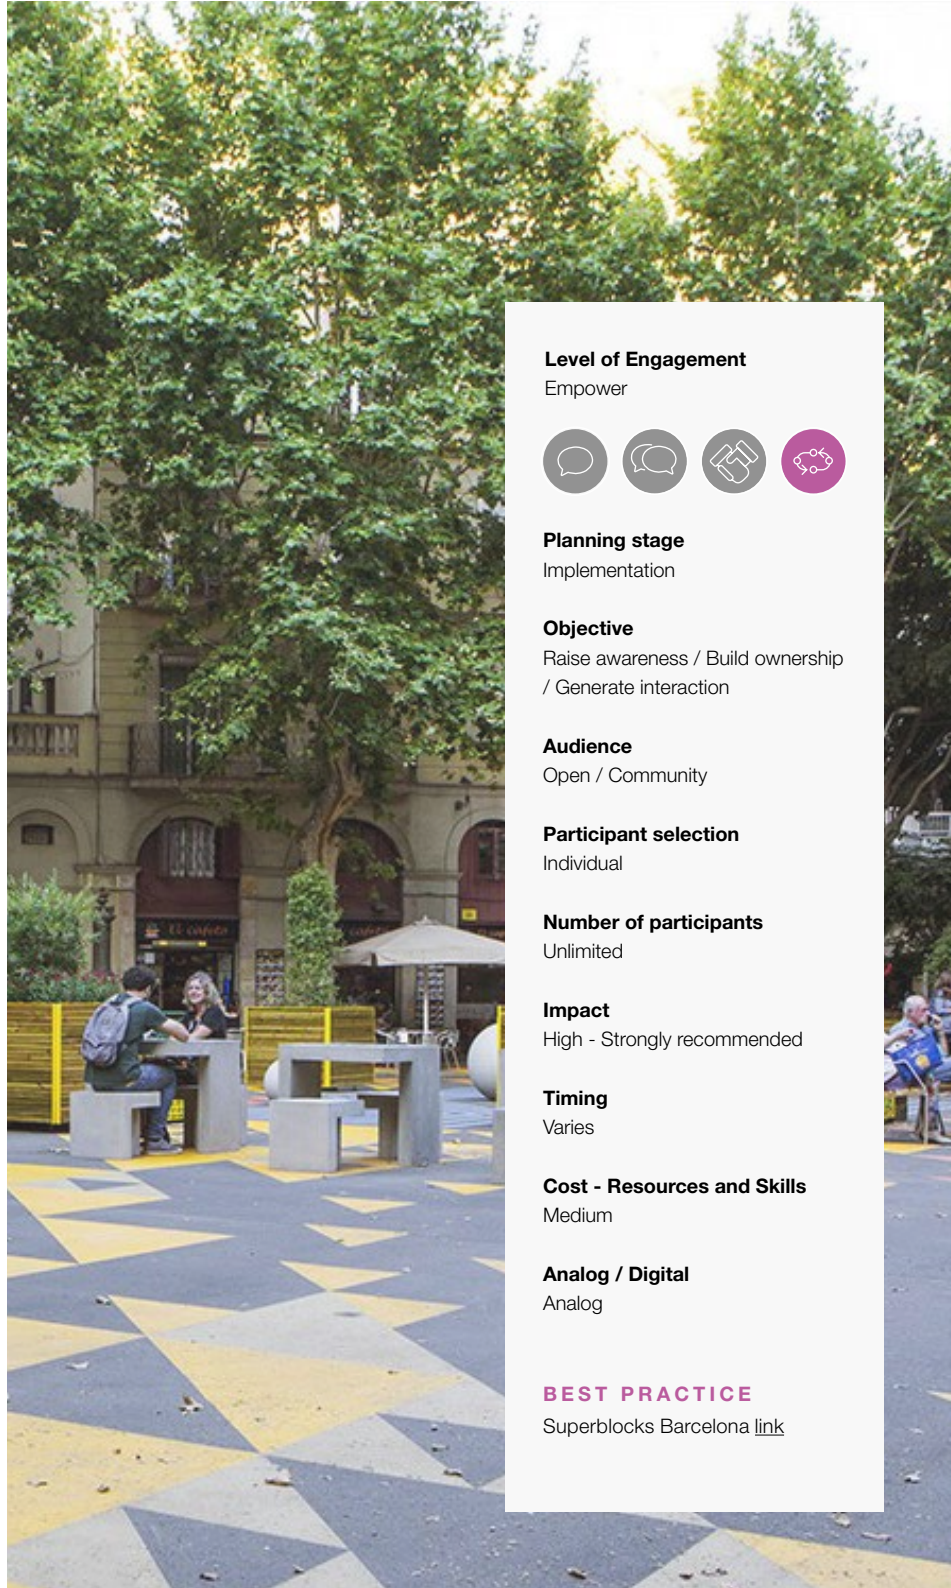 Level of Engagement
Empower
Planning stage
Implementation
Objective
Raise awareness / Build ownership
/ Generate interaction
Audience
Open / Community
Participant selection
Individual
Number of participants
Unlimited
Impact
High - Strongly recommended
Timing
Varies
Cost - Resources and Skills
Medium
Analog / Digital
Analog
BEST PRACTICE
Superblocks Barcelona link